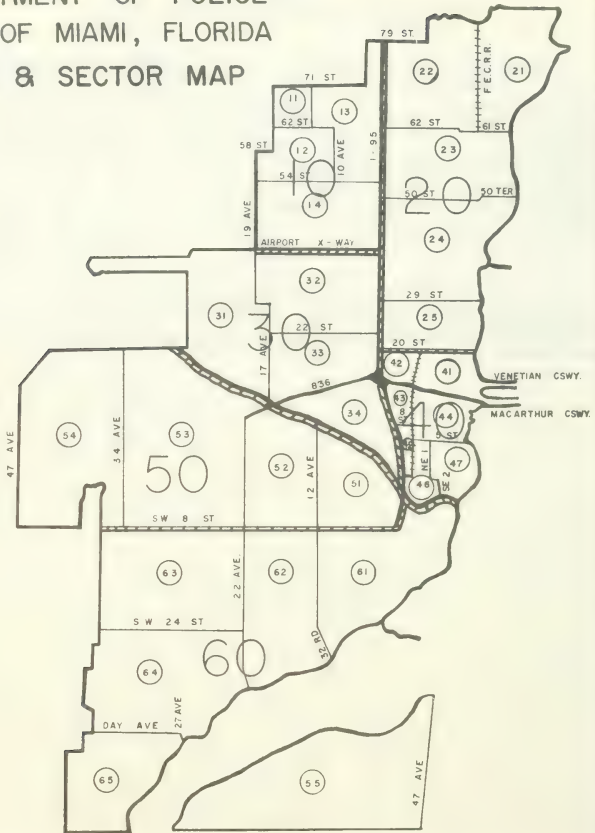 RTMENT OF POLICE
OF MIAMI, FLORIDA
& SECTOR MAP
79 ST.
22
F.E.C.R.R.
21
71 ST
11
13
62 ST
62 ST
61 ST
58 ST
12
10 AVE
I-95
23
10
54 ST
20
50 ST
50 TER
14
19 AVE
24
AIRPORT X-WAY
32
31
29 ST
25
30
22 ST
17 AVE
33
20 ST
42
41
VENETIAN CSWY.
836
43
44
MACARTHUR CSWY.
34
5 ST
54
53
47 AVE
34 AVE
50
52
12 AVE
51
NE 1
47
SE 2
46
SW 8 ST
63
22 AVE.
62
61
SW 24 ST
60
32 RD
64
27 AVE
DAY AVE
65
55
47 AVE